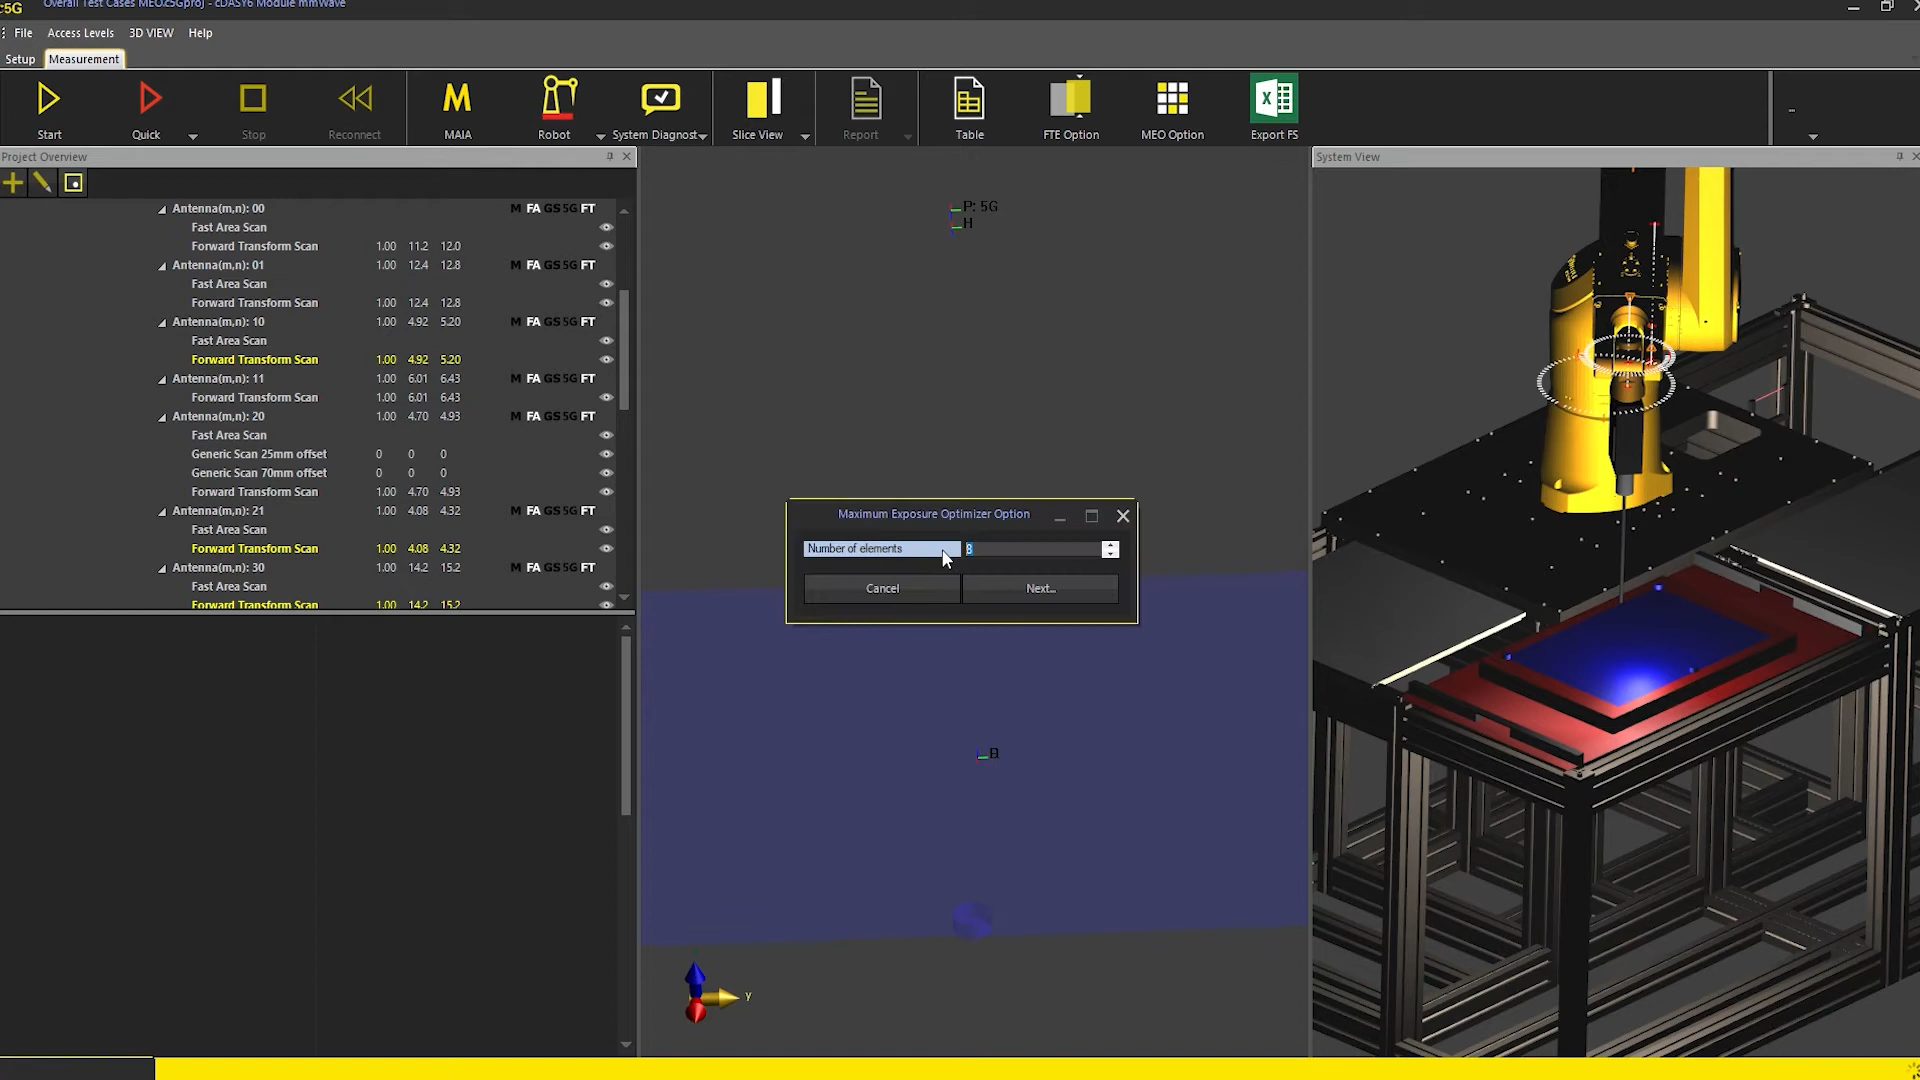 c5G Overall Test Cases MEO.c5Gproj - cDASY6 Module mmWave
File Access Levels 3D VIEW Help
Setup Measurement
Start Quick Stop Reconnect MAIA Robot System Diagnost Slice View Report Table FTE Option MEO Option Export FS
Project Overview
Antenna(m,n): 00 M FA GS 5G FT
Fast Area Scan
Forward Transform Scan 1.00 11.2 12.0
Antenna(m,n): 01 1.00 12.4 12.8 M FA GS 5G FT
Fast Area Scan
Forward Transform Scan 1.00 12.4 12.8
Antenna(m,n): 10 1.00 4.92 5.20 M FA GS 5G FT
Fast Area Scan
Forward Transform Scan 1.00 4.92 5.20
Antenna(m,n): 11 1.00 6.01 6.43 M FA GS 5G FT
Forward Transform Scan 1.00 6.01 6.43
Antenna(m,n): 20 1.00 4.70 4.93 M FA GS 5G FT
Fast Area Scan
Generic Scan 25mm offset 0 0 0
Generic Scan 70mm offset 0 0 0
Forward Transform Scan 1.00 4.70 4.93
Antenna(m,n): 21 1.00 4.08 4.32 M FA GS 5G FT
Fast Area Scan
Forward Transform Scan 1.00 4.08 4.32
Antenna(m,n): 30 1.00 14.2 15.2 M FA GS 5G FT
Fast Area Scan
Forward Transform Scan 1.00 14.2 15.2
P: 5G
H
Maximum Exposure Optimizer Option
Number of elements 8
Cancel Next...
y
System View